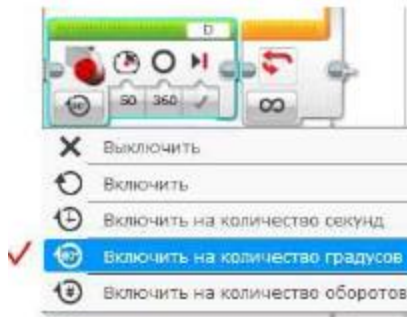 D
50 360
Выключить
Включить
Включить на количество секунд
Включить на количество градусов
Включить на количество оборотов